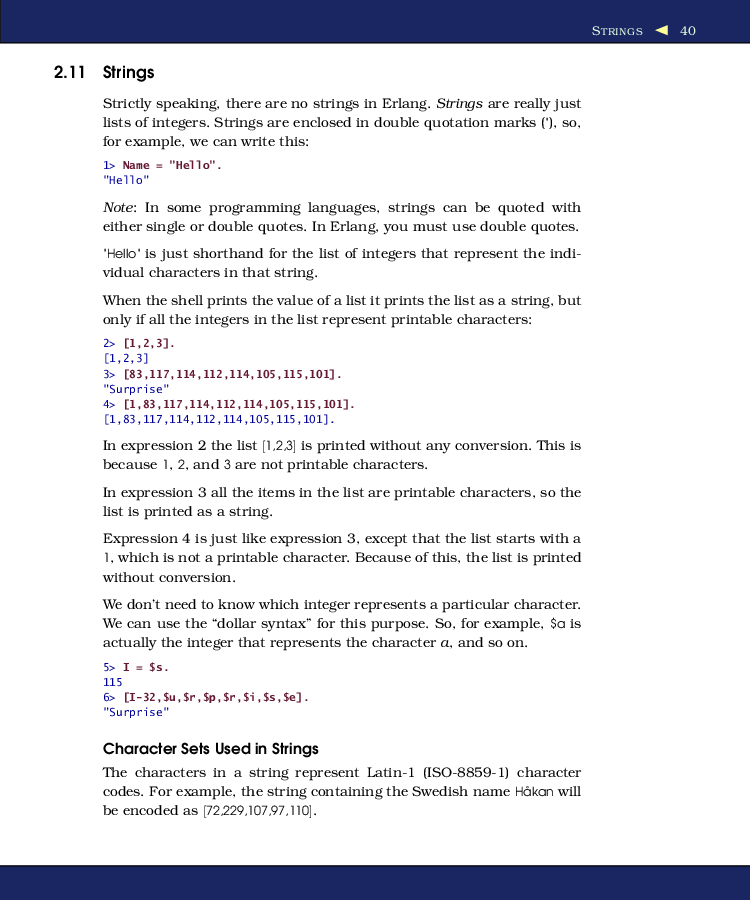 STRINGS ◀ 40
2.11 Strings
Strictly speaking, there are no strings in Erlang. Strings are really just
lists of integers. Strings are enclosed in double quotation marks ("), so,
for example, we can write this:
1> Name = "Hello".
"Hello"
Note: In some programming languages, strings can be quoted with
either single or double quotes. In Erlang, you must use double quotes.
"Hello" is just shorthand for the list of integers that represent the indi-
vidual characters in that string.
When the shell prints the value of a list it prints the list as a string, but
only if all the integers in the list represent printable characters:
2> [1,2,3].
[1,2,3]
3> [83,117,114,112,114,105,115,101].
"Surprise"
4> [1,83,117,114,112,114,105,115,101].
[1,83,117,114,112,114,105,115,101].
In expression 2 the list [1,2,3] is printed without any conversion. This is
because 1, 2, and 3 are not printable characters.
In expression 3 all the items in the list are printable characters, so the
list is printed as a string.
Expression 4 is just like expression 3, except that the list starts with a
1, which is not a printable character. Because of this, the list is printed
without conversion.
We don't need to know which integer represents a particular character.
We can use the “dollar syntax” for this purpose. So, for example, $a is
actually the integer that represents the character a, and so on.
5> I = $s.
115
6> [I-32,$u,$r,$p,$r,$i,$s,$e].
"Surprise"
Character Sets Used in Strings
The characters in a string represent Latin-1 (ISO-8859-1) character
codes. For example, the string containing the Swedish name Håkan will
be encoded as [72,229,107,97,110].